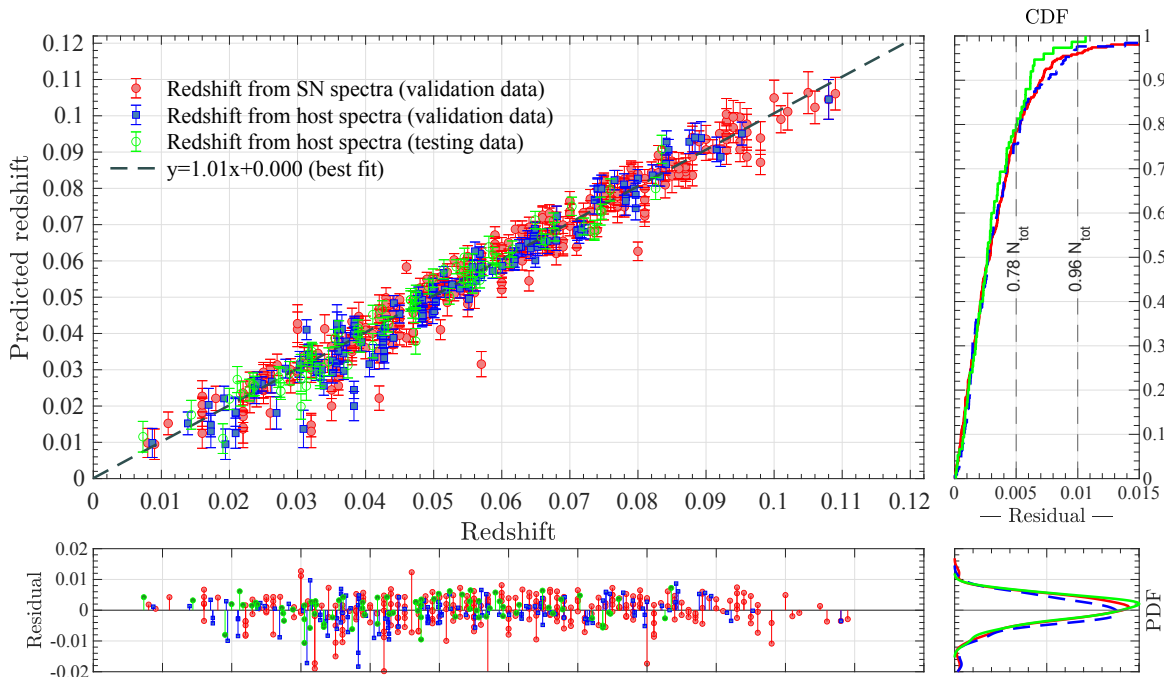 CDF
0.12
0.11
0.1
0.09
0.08
0.07
0.06
0.05
0.04
0.03
0.02
0.01
0
Predicted redshift
Redshift from SN spectra (validation data)
Redshift from host spectra (validation data)
Redshift from host spectra (testing data)
y=1.01x+0.000 (best fit)
0 0.01 0.02 0.03 0.04 0.05 0.06 0.07 0.08 0.09 0.1 0.11 0.12
Redshift
1
0.9
0.8
0.7
0.6
0.5
0.4
0.3
0.2
0.1
0
0.78 N_tot
0.96 N_tot
0 0.005 0.01 0.015
— Residual —
0.02
0.01
0
-0.01
-0.02
Residual
PDF